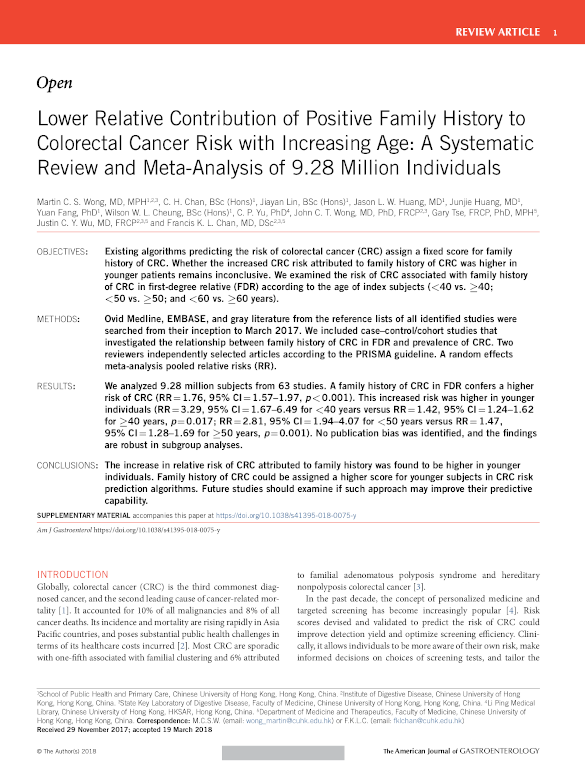 REVIEW ARTICLE 1
Open
Lower Relative Contribution of Positive Family History to
Colorectal Cancer Risk with Increasing Age: A Systematic
Review and Meta-Analysis of 9.28 Million Individuals
Martin C. S. Wong, MD, MPH1,2,3, C. H. Chan, BSc (Hons)1, Jiayan Lin, BSc (Hons)1, Jason L. W. Huang, MD1, Junjie Huang, MD1,
Yuan Fang, PhD1, Wilson W. L. Cheung, BSc (Hons)1, C. P. Yu, PhD4, John C. T. Wong, MD, PhD, FRCP2,3, Gary Tse, FRCP, PhD, MPH5,
Justin C. Y. Wu, MD, FRCP2,3,5 and Francis K. L. Chan, MD, DSc2,3,5
OBJECTIVES: Existing algorithms predicting the risk of colorectal cancer (CRC) assign a fixed score for family
history of CRC. Whether the increased CRC risk attributed to family history of CRC was higher in
younger patients remains inconclusive. We examined the risk of CRC associated with family history
of CRC in first-degree relative (FDR) according to the age of index subjects (<40 vs. ≥40;
<50 vs. ≥50; and <60 vs. ≥60 years).
METHODS: Ovid Medline, EMBASE, and gray literature from the reference lists of all identified studies were
searched from their inception to March 2017. We included case–control/cohort studies that
investigated the relationship between family history of CRC in FDR and prevalence of CRC. Two
reviewers independently selected articles according to the PRISMA guideline. A random effects
meta-analysis pooled relative risks (RR).
RESULTS: We analyzed 9.28 million subjects from 63 studies. A family history of CRC in FDR confers a higher
risk of CRC (RR = 1.76, 95% CI = 1.57–1.97, p < 0.001). This increased risk was higher in younger
individuals (RR = 3.29, 95% CI = 1.67–6.49 for <40 years versus RR = 1.42, 95% CI = 1.24–1.62
for ≥40 years, p = 0.017; RR = 2.81, 95% CI = 1.94–4.07 for <50 years versus RR = 1.47,
95% CI = 1.28–1.69 for ≥50 years, p = 0.001). No publication bias was identified, and the findings
are robust in subgroup analyses.
CONCLUSIONS: The increase in relative risk of CRC attributed to family history was found to be higher in younger
individuals. Family history of CRC could be assigned a higher score for younger subjects in CRC risk
prediction algorithms. Future studies should examine if such approach may improve their predictive
capability.
SUPPLEMENTARY MATERIAL accompanies this paper at https://doi.org/10.1038/s41395-018-0075-y
Am J Gastroenterol https://doi.org/10.1038/s41395-018-0075-y
INTRODUCTION
Globally, colorectal cancer (CRC) is the third commonest diag-
nosed cancer, and the second leading cause of cancer-related mor-
tality [1]. It accounted for 10% of all malignancies and 8% of all
cancer deaths. Its incidence and mortality are rising rapidly in Asia
Pacific countries, and poses substantial public health challenges in
terms of its healthcare costs incurred [2]. Most CRC are sporadic
with one-fifth associated with familial clustering and 6% attributed
to familial adenomatous polyposis syndrome and hereditary
nonpolyposis colorectal cancer [3].
In the past decade, the concept of personalized medicine and
targeted screening has become increasingly popular [4]. Risk
scores devised and validated to predict the risk of CRC could
improve detection yield and optimize screening efficiency. Clini-
cally, it allows individuals to be more aware of their own risk, make
informed decisions on choices of screening tests, and tailor the
1School of Public Health and Primary Care, Chinese University of Hong Kong, Hong Kong, China. 2Institute of Digestive Disease, Chinese University of Hong
Kong, Hong Kong, China. 3State Key Laboratory of Digestive Disease, Faculty of Medicine, Chinese University of Hong Kong, Hong Kong, China. 4Li Ping Medical
Library, Chinese University of Hong Kong, HKSAR, Hong Kong, China. 5Department of Medicine and Therapeutics, Faculty of Medicine, Chinese University of
Hong Kong, Hong Kong, China. Correspondence: M.C.S.W. (email: wong_martin@cuhk.edu.hk) or F.K.L.C. (email: fklchan@cuhk.edu.hk)
Received 29 November 2017; accepted 19 March 2018
© The Author(s) 2018
The American Journal of GASTROENTEROLOGY